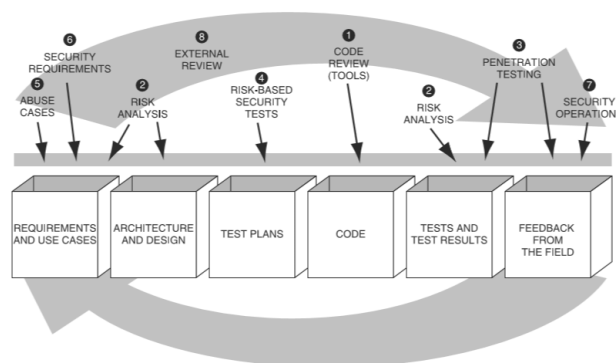 6
SECURITY
REQUIREMENTS
5
ABUSE
CASES
2
RISK
ANALYSIS
8
EXTERNAL
REVIEW
4
RISK-BASED
SECURITY
TESTS
1
CODE
REVIEW
(TOOLS)
2
RISK
ANALYSIS
3
PENETRATION
TESTING
7
SECURITY
OPERATION
REQUIREMENTS
AND USE CASES
ARCHITECTURE
AND DESIGN
TEST PLANS
CODE
TESTS AND
TEST RESULTS
FEEDBACK
FROM
THE FIELD